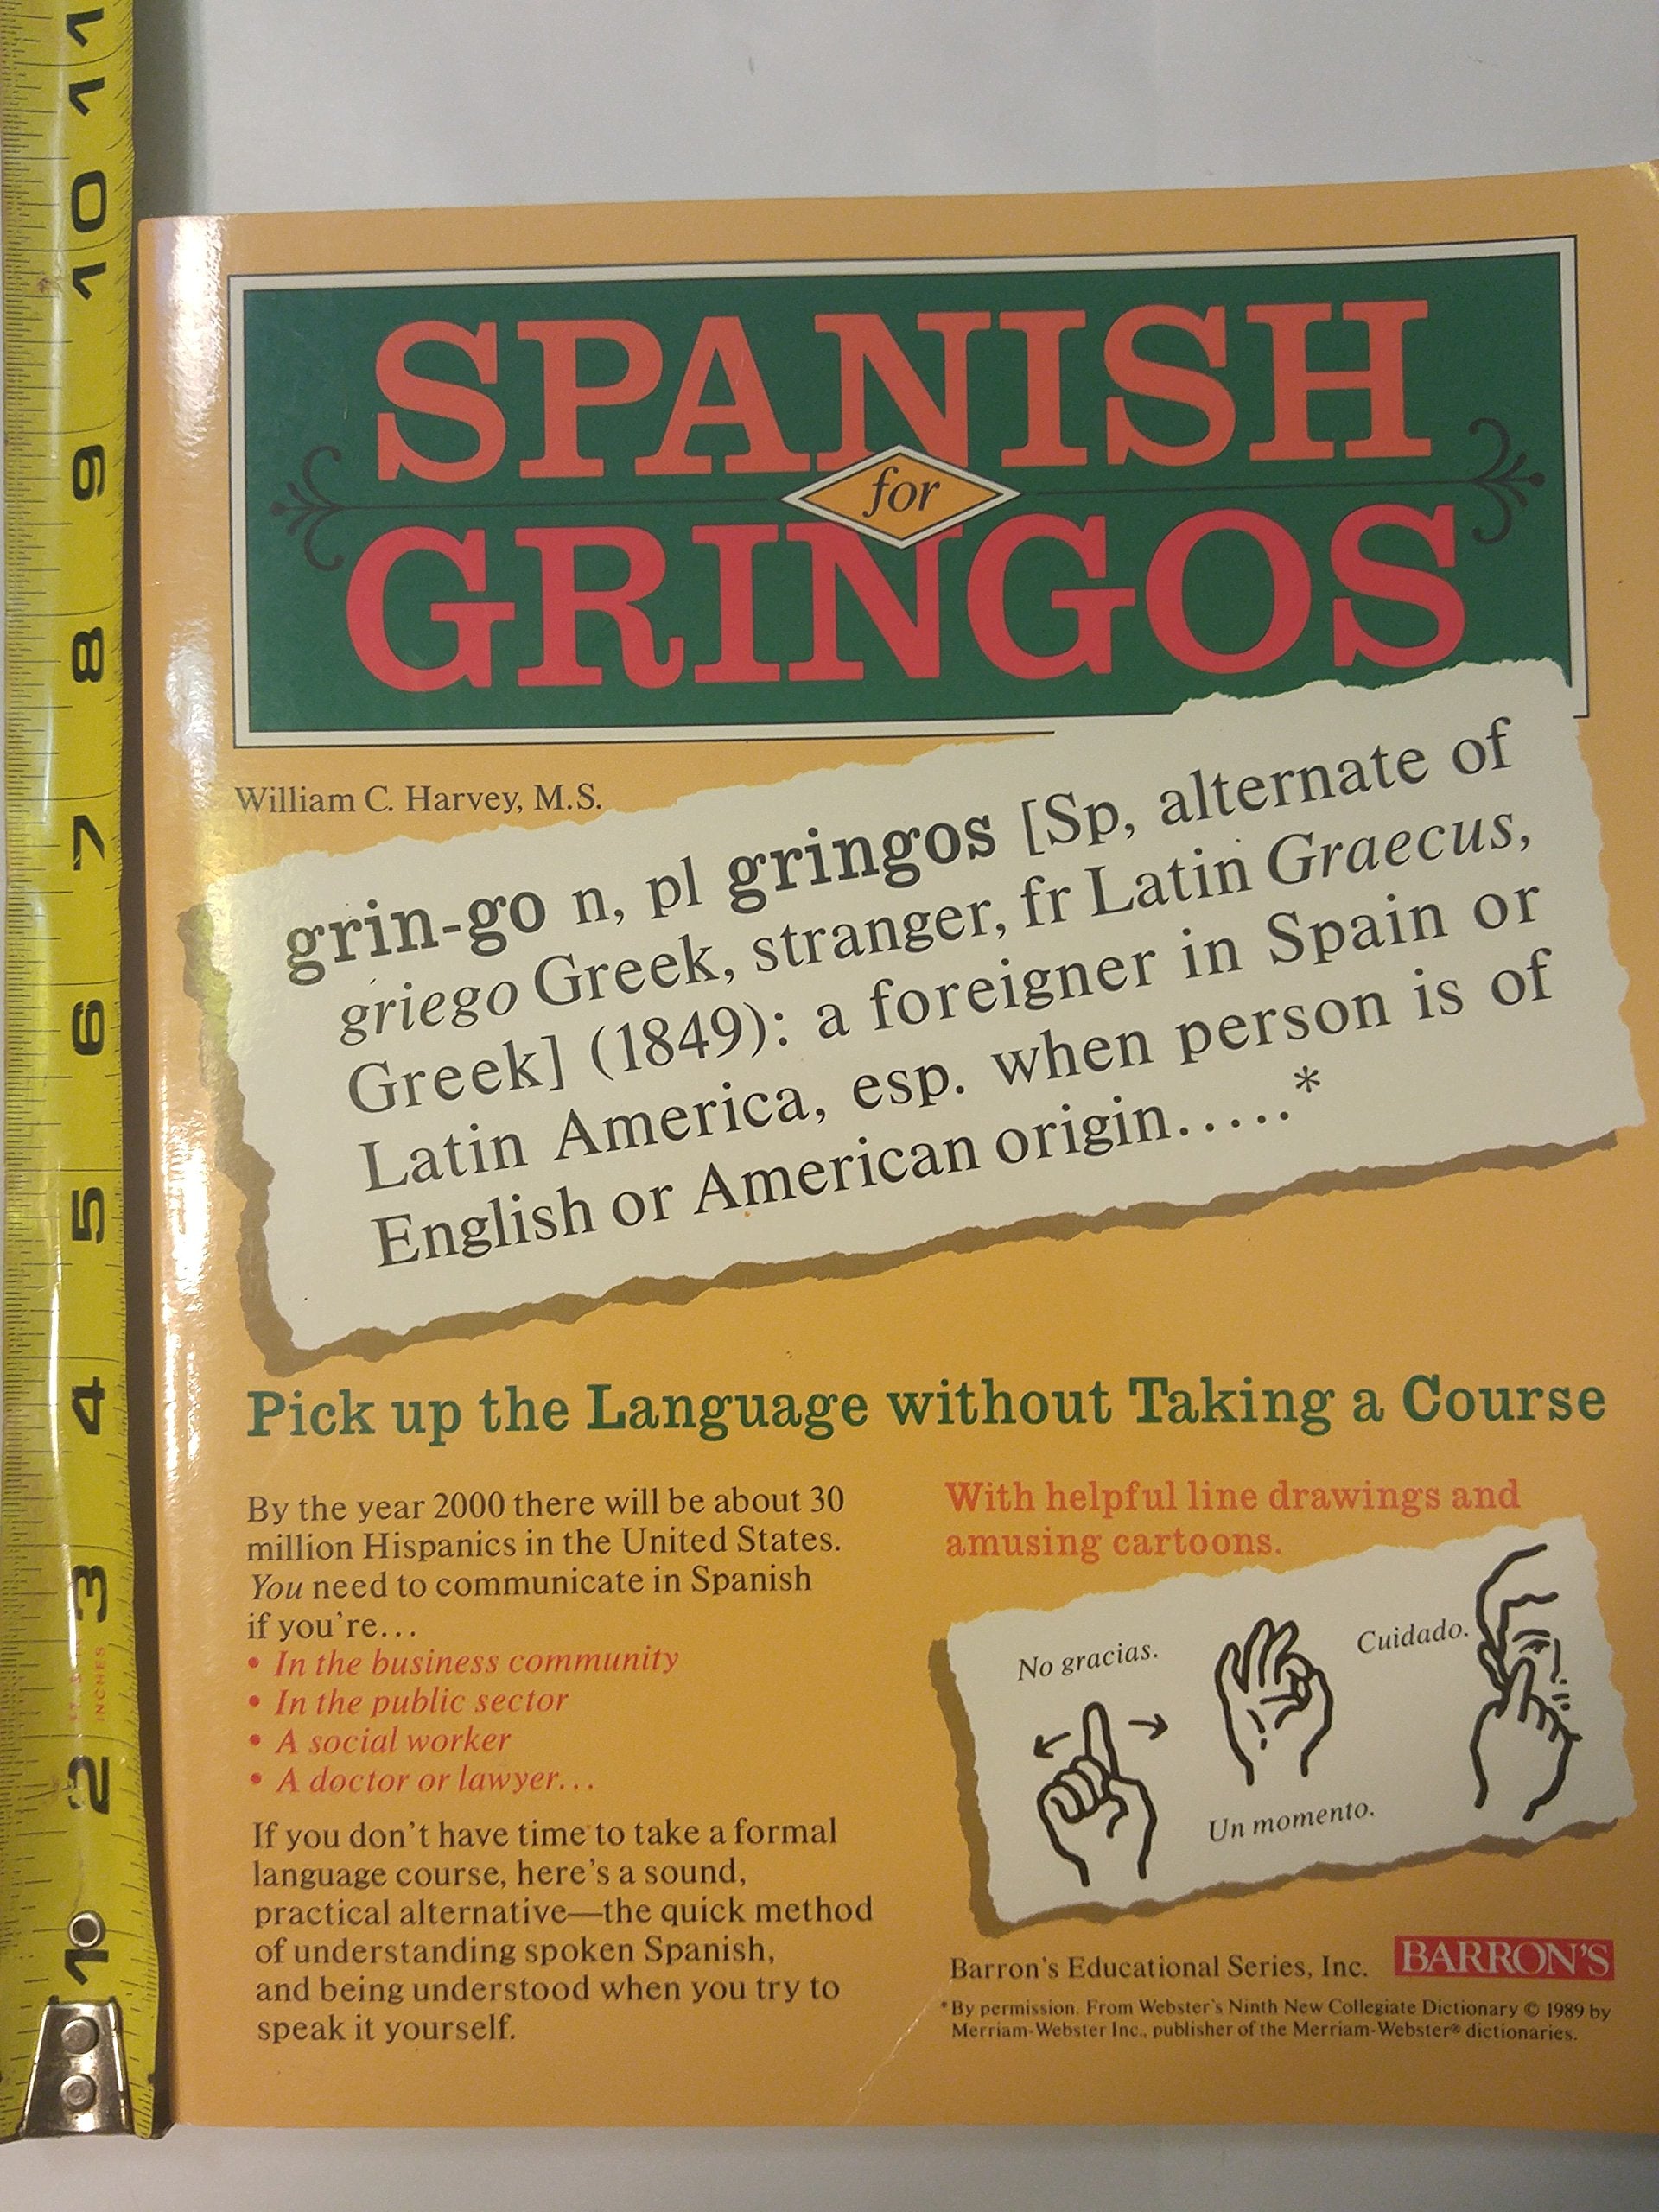 SPANISH
for
GRINGOS
William C. Harvey, M.S.
grin-go n, pl gringos [Sp, alternate of
griego Greek, stranger, fr Latin Graecus,
Greek] (1849): a foreigner in Spain or
Latin America, esp. when person is of
English or American origin.....*
Pick up the Language without Taking a Course
By the year 2000 there will be about 30
million Hispanics in the United States.
You need to communicate in Spanish
if you're...
• In the business community
• In the public sector
• A social worker
• A doctor or lawyer...
If you don't have time to take a formal
language course, here's a sound,
practical alternative—the quick method
of understanding spoken Spanish,
and being understood when you try to
speak it yourself.
With helpful line drawings and
amusing cartoons.
No gracias.
Cuidado.
Un momento.
Barron's Educational Series, Inc.
BARRON'S
*By permission. From Webster's Ninth New Collegiate Dictionary © 1989 by
Merriam-Webster Inc., publisher of the Merriam-Webster® dictionaries.
11
10
9
8
7
6
5
4
3
INCHES
2
1